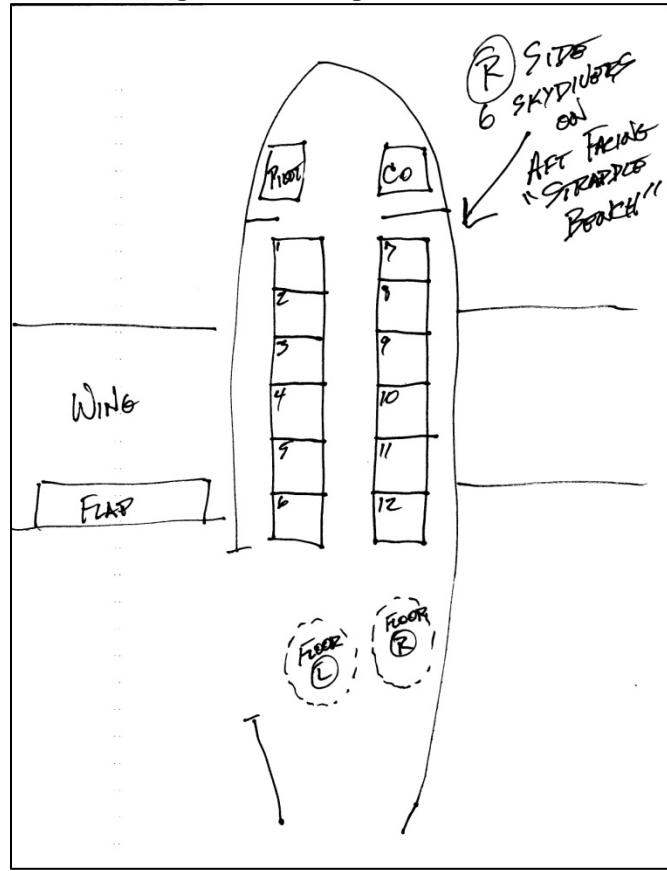 R SIDE
6 SKYDIVERS
ON
AFT FACING
"STRADDLE
BENCH"
PILOT
CO
1
7
2
8
3
9
4
10
5
11
6
12
WING
FLAP
FLOOR
L
FLOOR
R